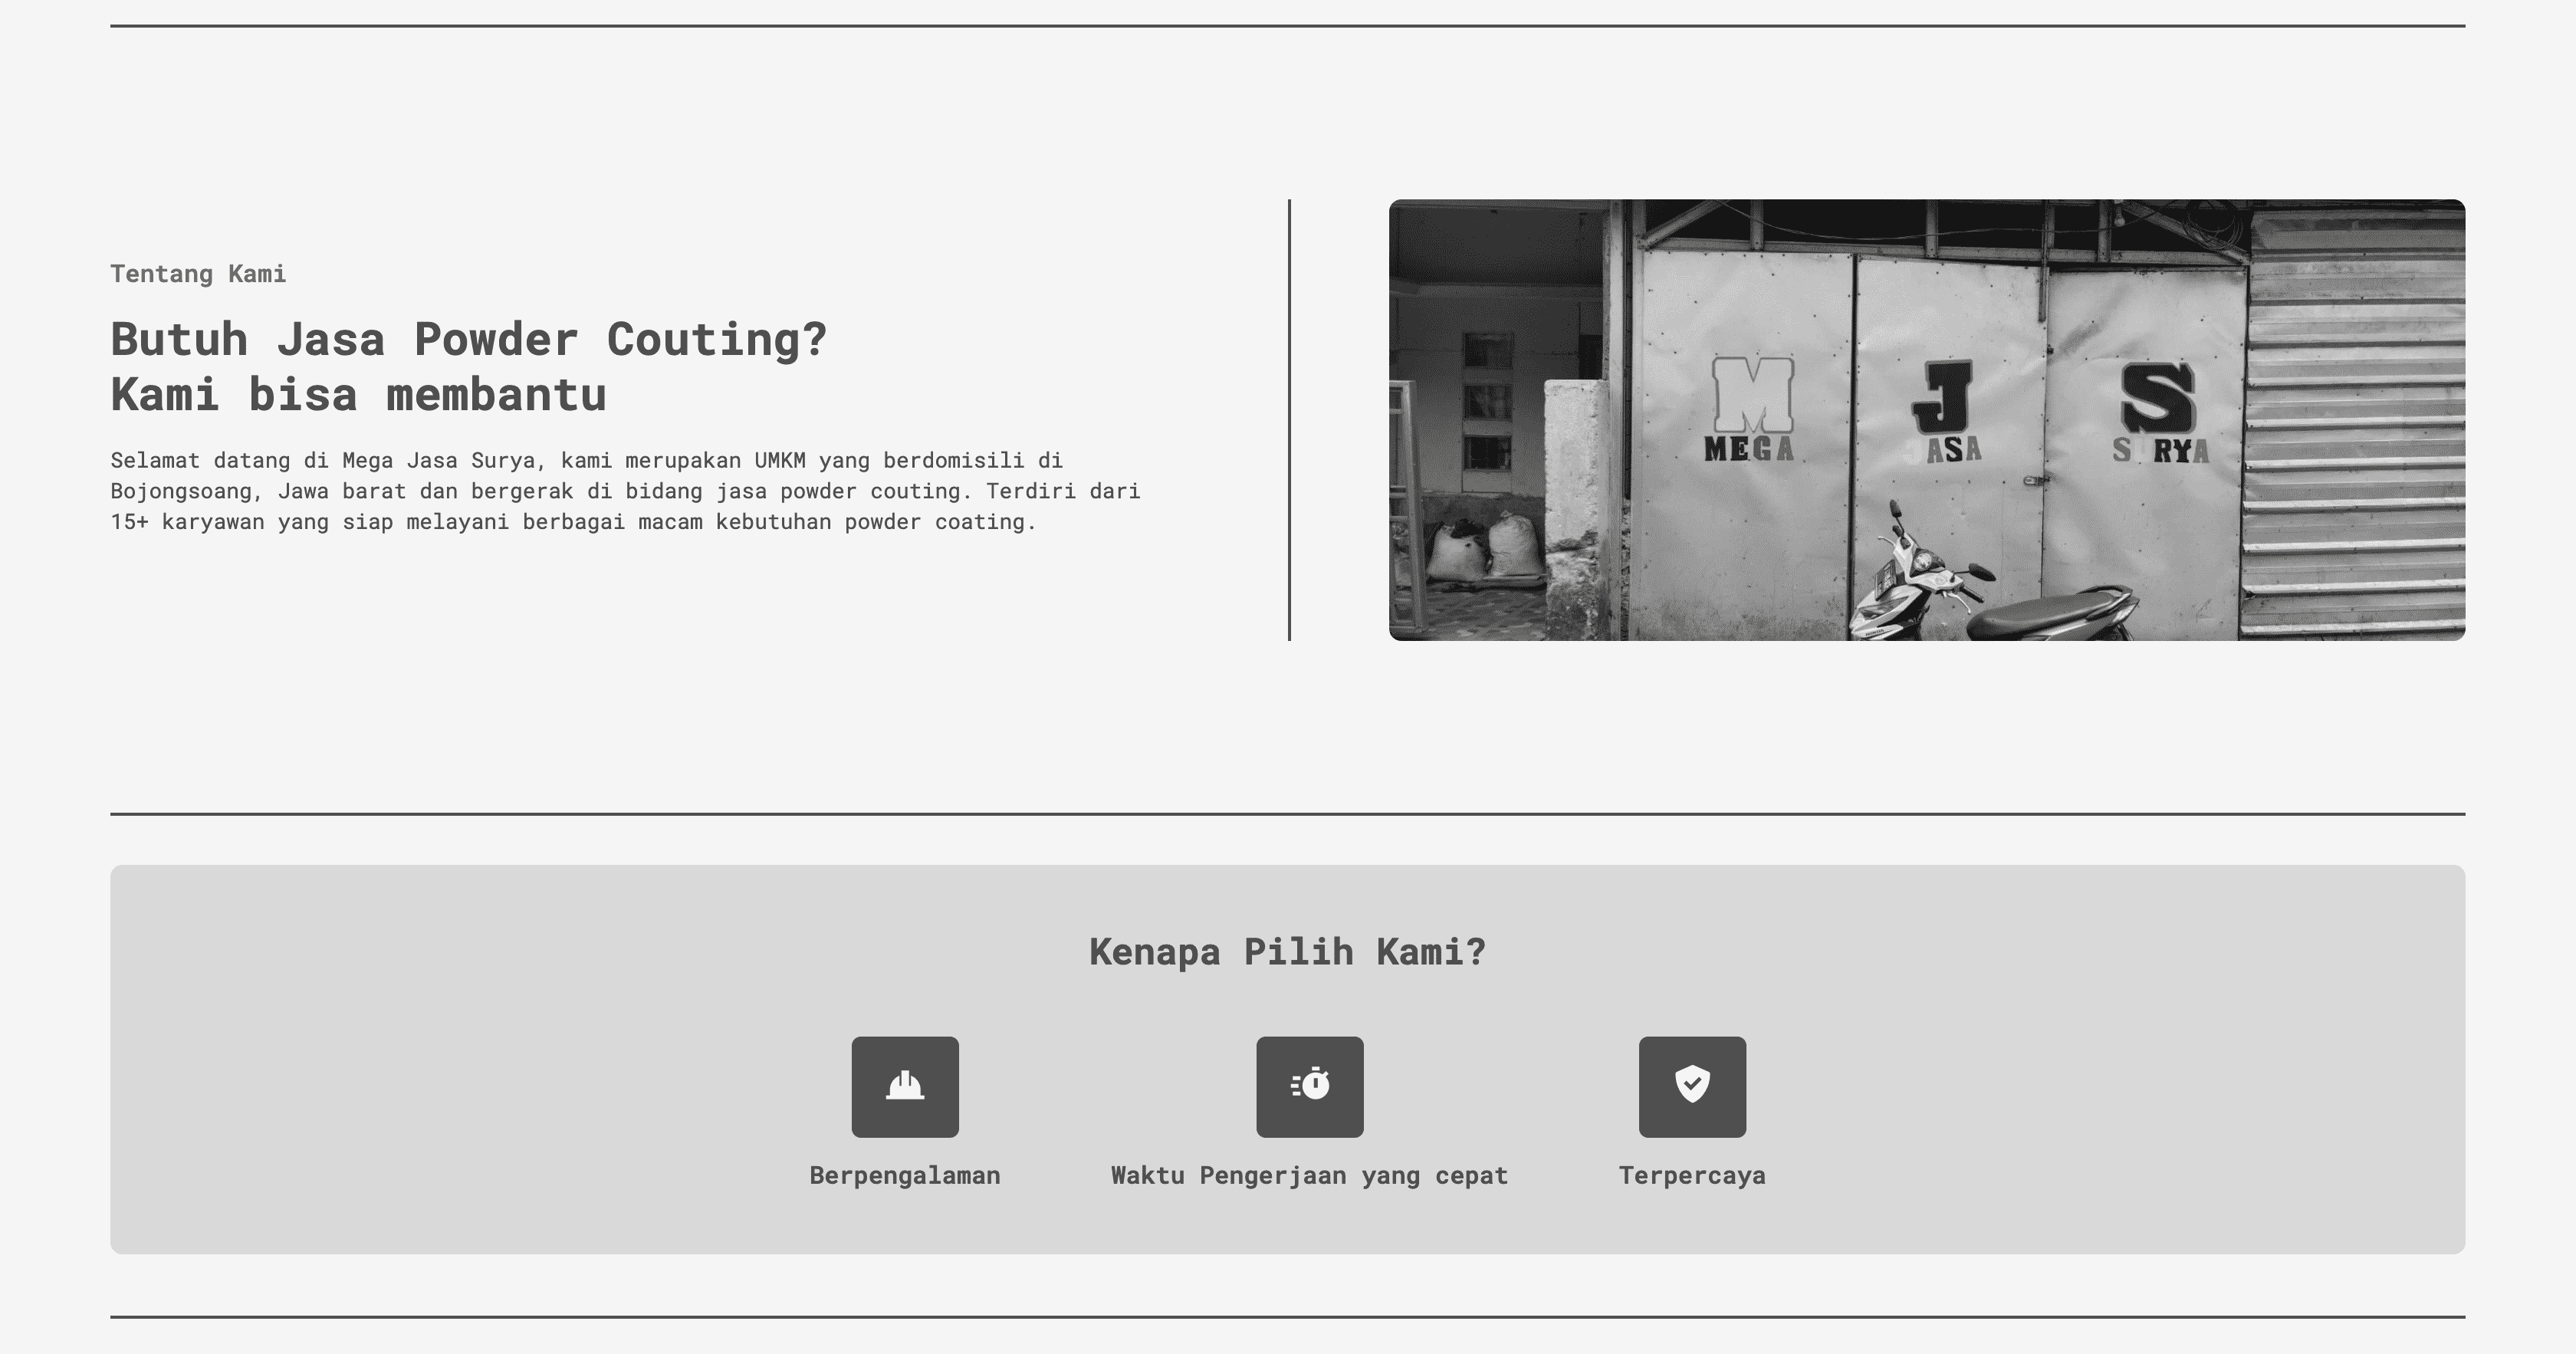 Tentang Kami
Butuh Jasa Powder Couting?
Kami bisa membantu
Selamat datang di Mega Jasa Surya, kami merupakan UMKM yang berdomisili di
Bojongsoang, Jawa barat dan bergerak di bidang jasa powder couting. Terdiri dari
15+ karyawan yang siap melayani berbagai macam kebutuhan powder coating.
M J S
MEGA JASA SURYA
Kenapa Pilih Kami?
Berpengalaman
Waktu Pengerjaan yang cepat
Terpercaya